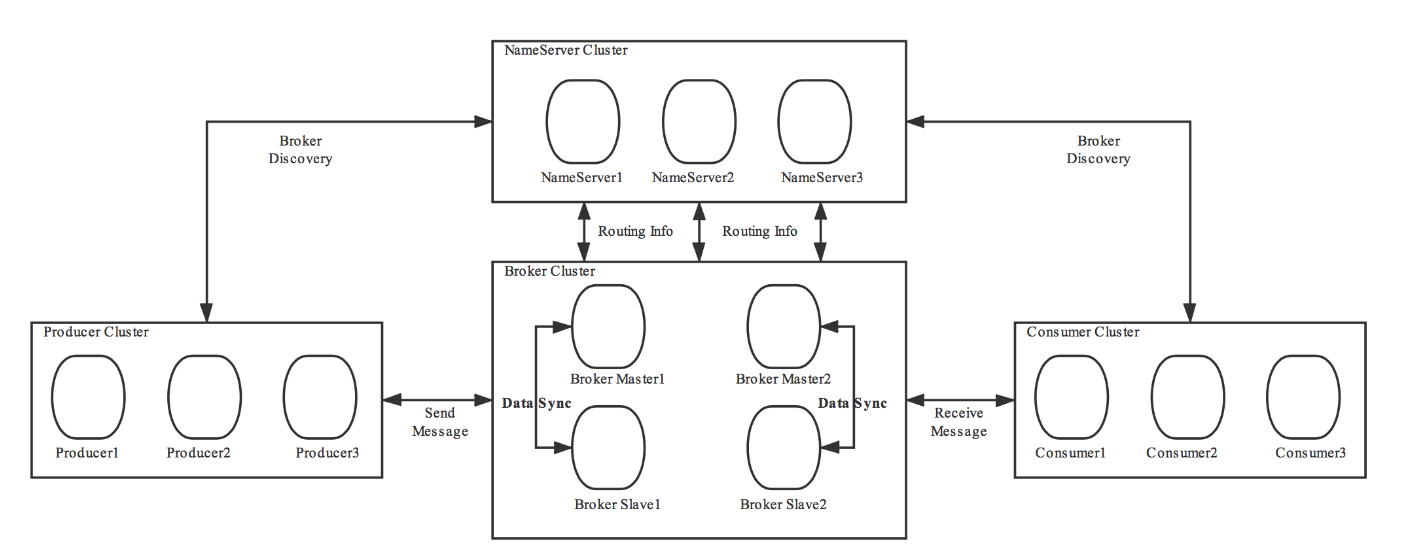 NameServer Cluster
NameServer1
NameServer2
NameServer3
Broker
Discovery
Broker
Discovery
Routing Info
Routing Info
Broker Cluster
Broker Master1
Broker Master2
Data Sync
Data Sync
Broker Slave1
Broker Slave2
Producer Cluster
Producer1
Producer2
Producer3
Send
Message
Receive
Message
Consumer Cluster
Consumer1
Consumer2
Consumer3